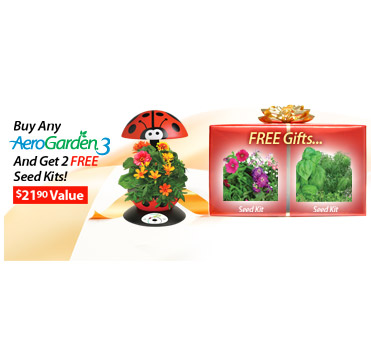 Buy Any
AeroGarden 3
And Get 2 FREE
Seed Kits!
$21.90 Value
FREE Gifts...
Seed Kit
Seed Kit